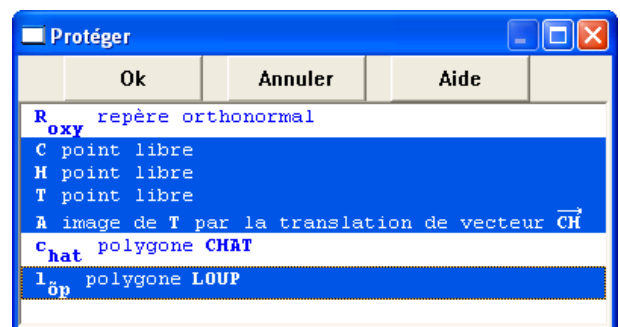 Protéger
Ok Annuler Aide
Roxy repère orthonormal
C point libre
H point libre
T point libre
A image de T par la translation de vecteur CH
chat polygone CHAT
lõp polygone LOUP